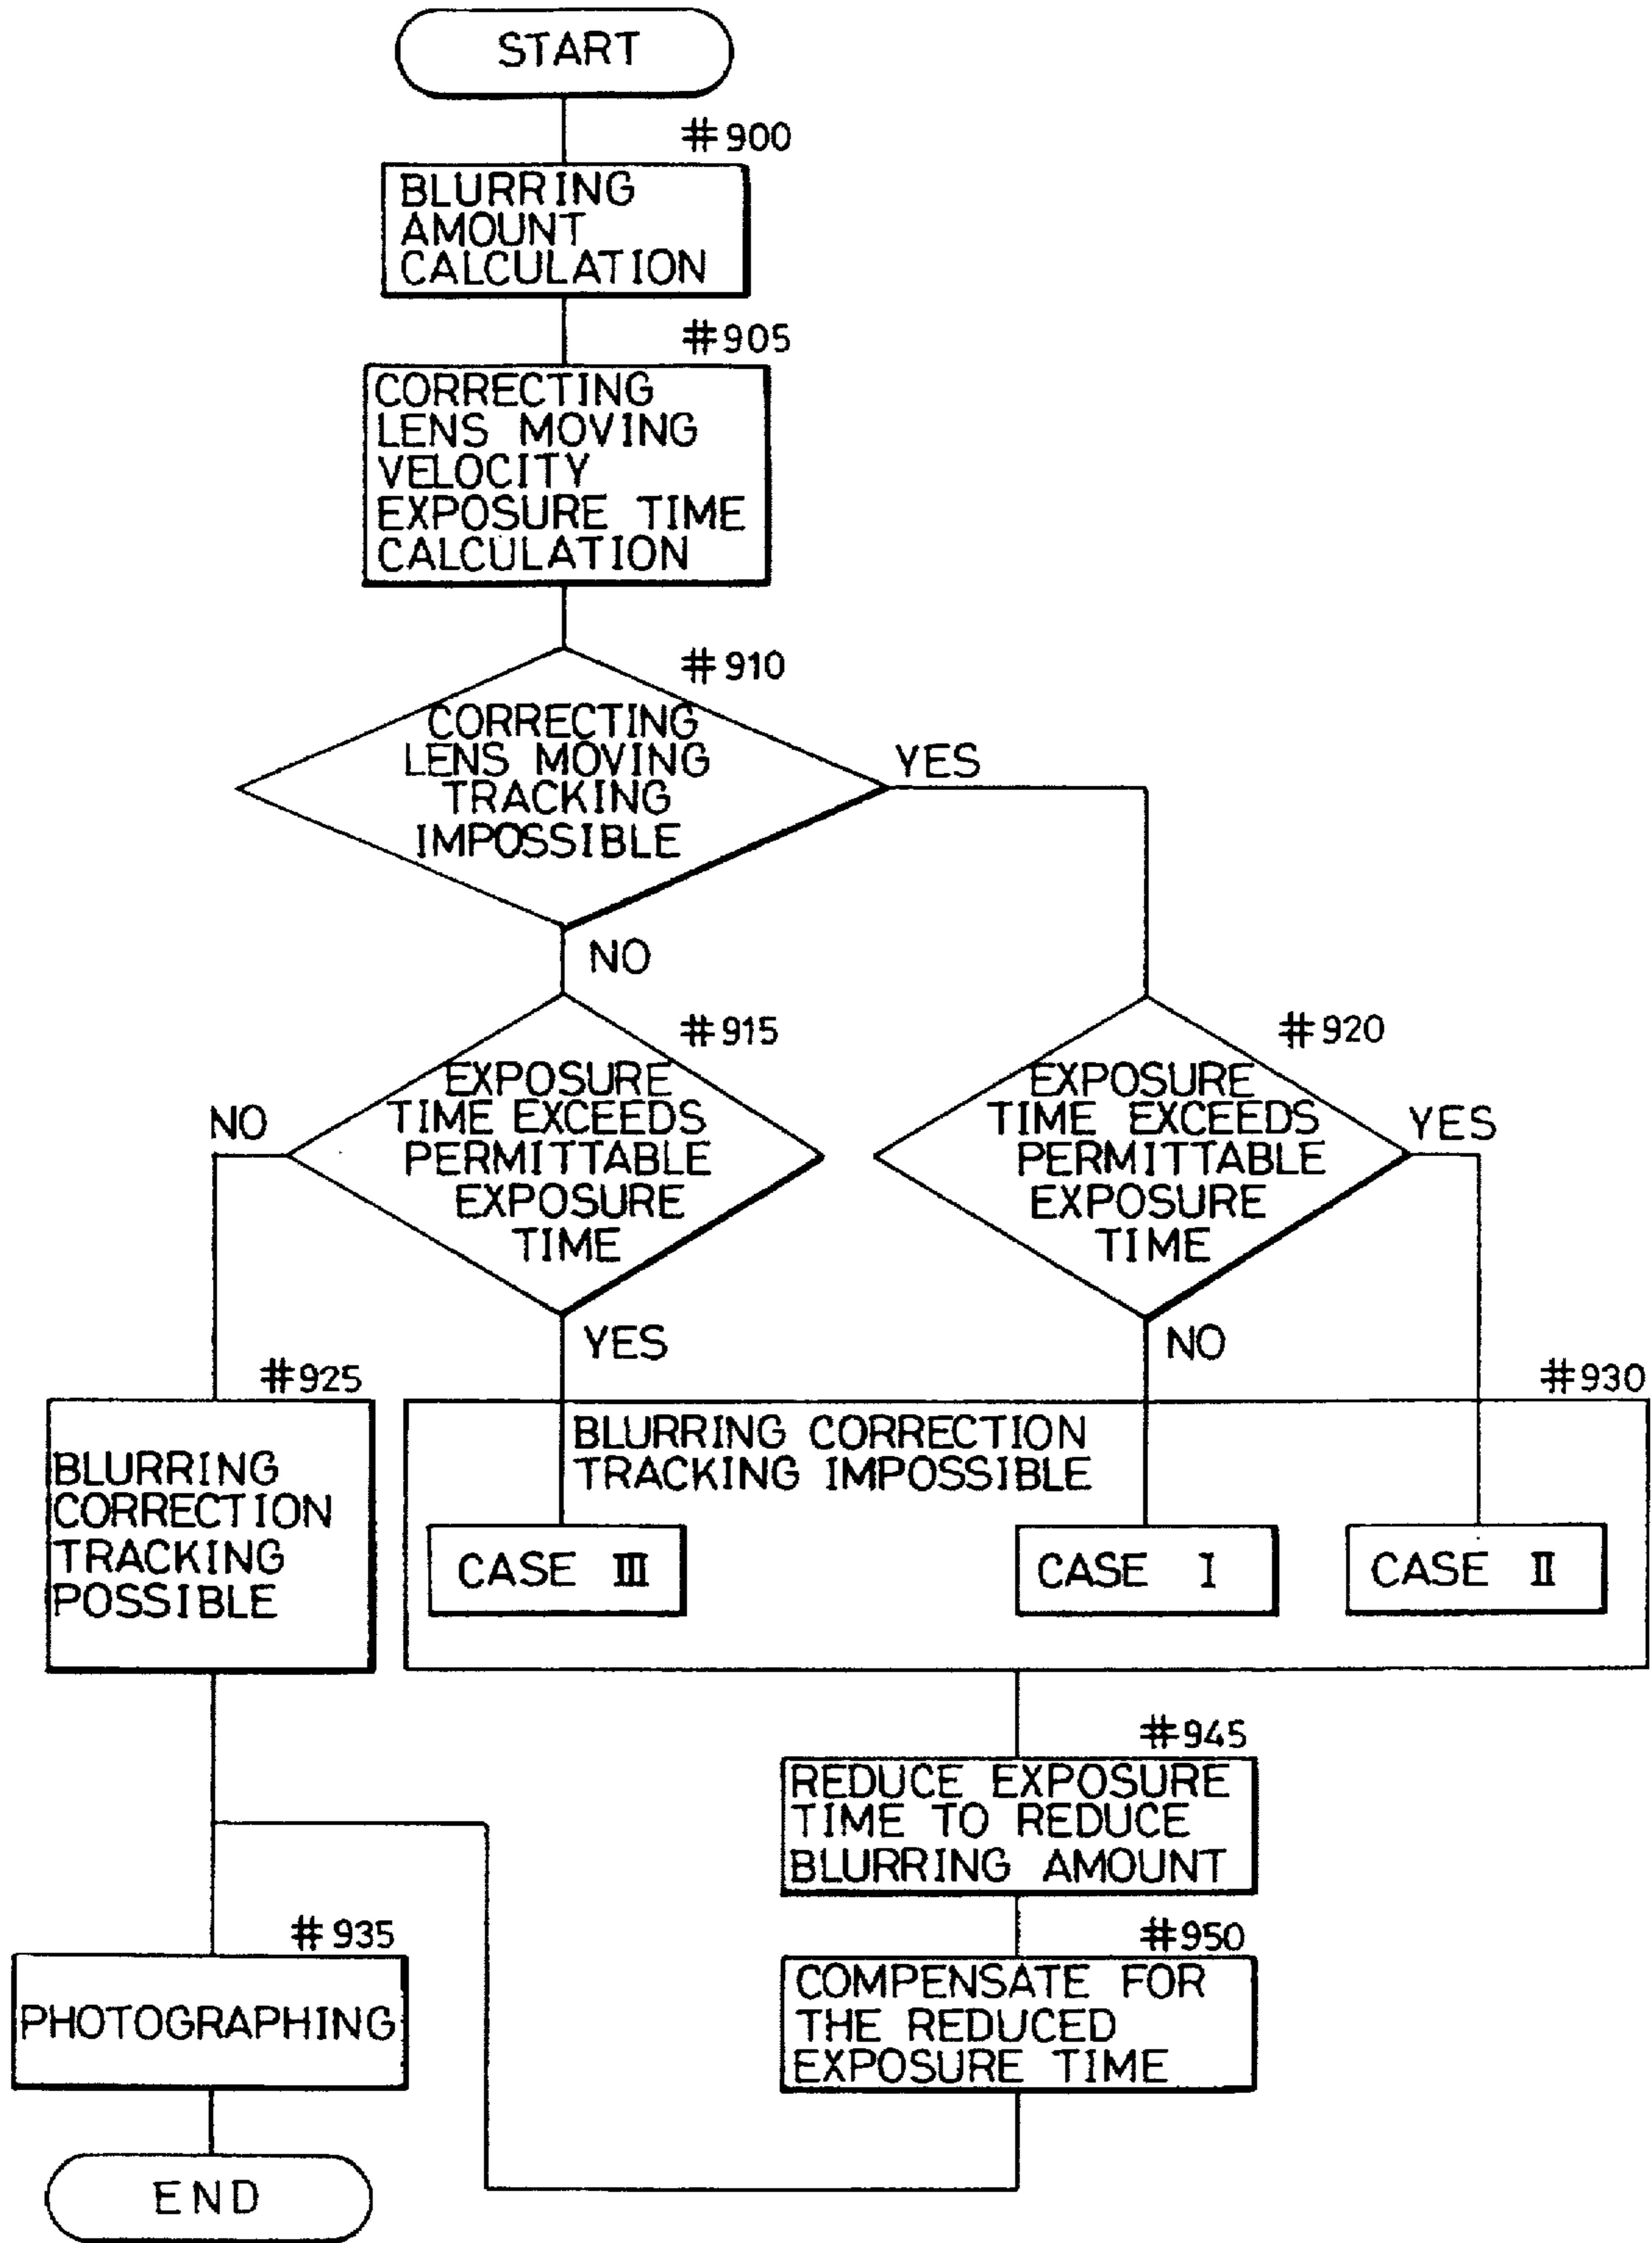 START
#900
BLURRING
AMOUNT
CALCULATION
#905
CORRECTING
LENS MOVING
VELOCITY
EXPOSURE TIME
CALCULATION
#910
CORRECTING
LENS MOVING
TRACKING
IMPOSSIBLE
YES
NO
#915
EXPOSURE
TIME EXCEEDS
PERMITTABLE
EXPOSURE
TIME
NO
YES
#920
EXPOSURE
TIME EXCEEDS
PERMITTABLE
EXPOSURE
TIME
YES
NO
#925
BLURRING
CORRECTION
TRACKING
POSSIBLE
#930
BLURRING CORRECTION
TRACKING IMPOSSIBLE
CASE III
CASE I
CASE II
#945
REDUCE EXPOSURE
TIME TO REDUCE
BLURRING AMOUNT
#950
COMPENSATE FOR
THE REDUCED
EXPOSURE TIME
#935
PHOTOGRAPHING
END